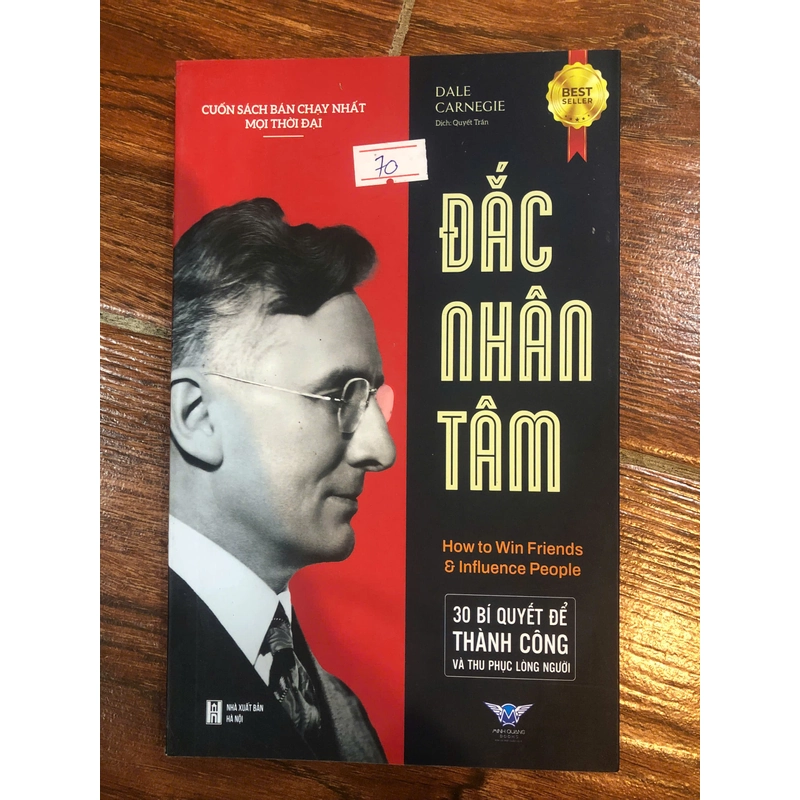 CUỐN SÁCH BÁN CHẠY NHẤT
MỌI THỜI ĐẠI
DALE
CARNEGIE
Dịch: Quyết Trân
BEST
SELLER
70
ĐẮC
NHÂN
TÂM
How to Win Friends
& Influence People
30 BÍ QUYẾT ĐỂ
THÀNH CÔNG
VÀ THU PHỤC LÒNG NGƯỜI
NHÀ XUẤT BẢN
HÀ NỘI
MINH QUANG
BOOKS